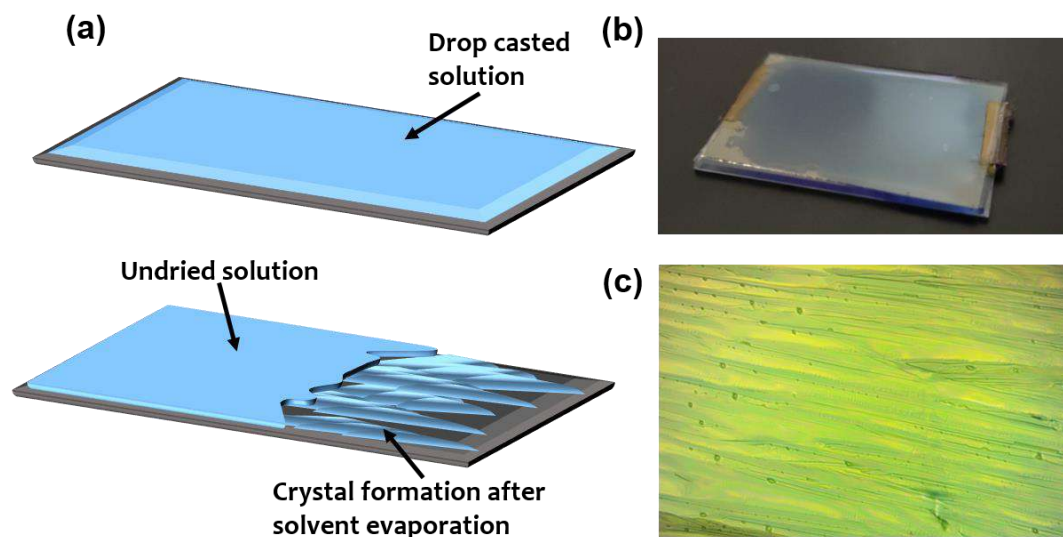 (a)
Drop casted
solution
(b)
Undried solution
(c)
Crystal formation after
solvent evaporation